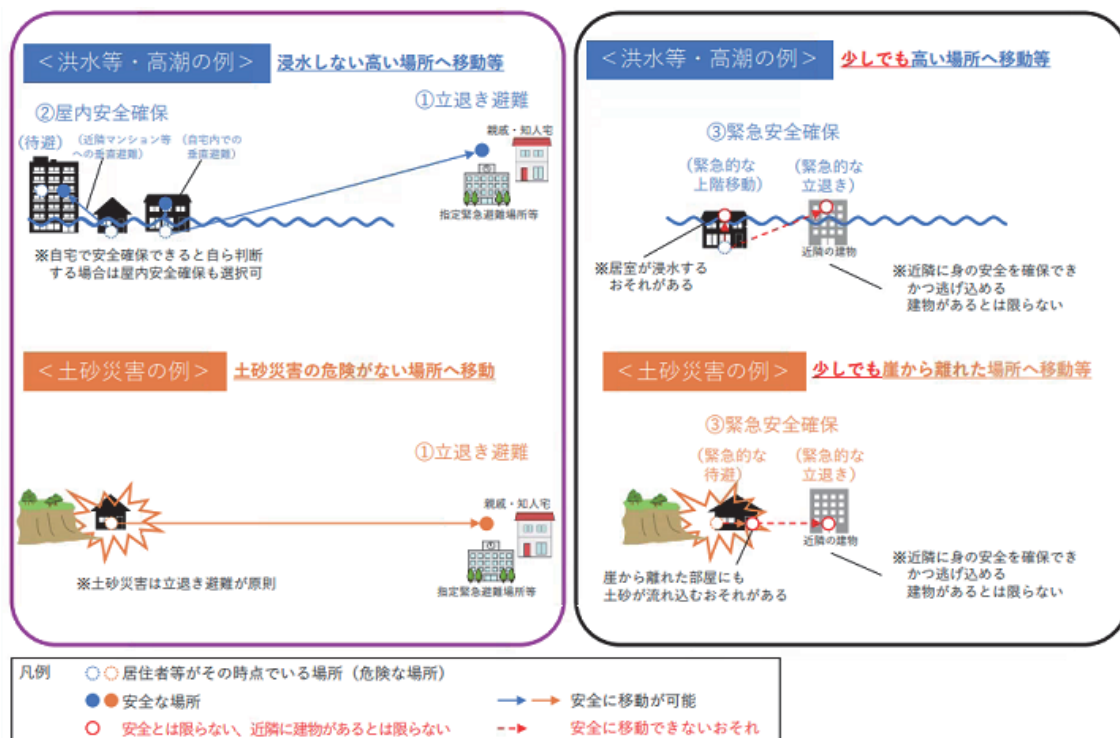 ＜洪水等・高潮の例＞ 浸水しない高い場所へ移動等
①立退き避難
②屋内安全確保
(待避)
(近隣マンション等
への垂直避難)
(自宅内での
垂直避難)
親戚・知人宅
指定緊急避難場所等
※自宅で安全確保できると自ら判断
する場合は屋内安全確保も選択可
＜土砂災害の例＞ 土砂災害の危険がない場所へ移動
①立退き避難
親戚・知人宅
指定緊急避難場所等
※土砂災害は立退き避難が原則
＜洪水等・高潮の例＞ 少しでも高い場所へ移動等
③緊急安全確保
(緊急的な
上階移動)
(緊急的な
立退き)
近隣の建物
※居室が浸水する
おそれがある
※近隣に身の安全を確保でき
かつ逃げ込める
建物があるとは限らない
＜土砂災害の例＞ 少しでも崖から離れた場所へ移動等
③緊急安全確保
(緊急的な
待避)
(緊急的な
立退き)
近隣の建物
崖から離れた部屋にも
土砂が流れ込むおそれがある
※近隣に身の安全を確保でき
かつ逃げ込める
建物があるとは限らない
凡例
居住者等がその時点でいる場所（危険な場所）
安全な場所
安全に移動が可能
安全とは限らない、近隣に建物があるとは限らない
安全に移動できないおそれ